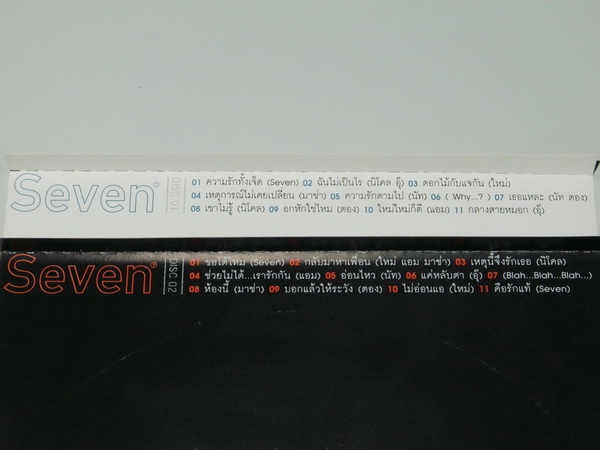 Seven
DISC 01
01 ความรักทั้งเจ็ด (Seven) 02 ฉันไม่เป็นไร (นิโคล อุ๊) 03 ดอกไม้กับแจกัน (ใหม่)
04 เหตุการณ์ไม่เคยเปลี่ยน (มาช่า) 05 ความรักตามไป (นัท) 06 ( Why...? ) 07 เธอแหละ (นัท ตอง)
08 เขาไม่รู้ (นิโคล) 09 อกหักใช่ไหม (ตอง) 10 ใหม่ใหม่ก็ดี (แอม) 11 กลางสายหมอก (อุ๊)
Seven
DISC 02
01 ขอได้ไหม (Seven) 02 กลับมาหาเพื่อน (ใหม่ แอม มาช่า) 03 เหตุนี้จึงรักเธอ (นิโคล)
04 ช่วยไม่ได้...เรารักกัน (แอม) 05 อ่อนไหว (นัท) 06 แค่หลับตา (อุ๊) 07 (Blah...Blah...Blah...)
08 ห้องนี้ (มาช่า) 09 บอกแล้วให้ระวัง (ตอง) 10 ไม่อ่อนแอ (ใหม่) 11 คือรักแท้ (Seven)